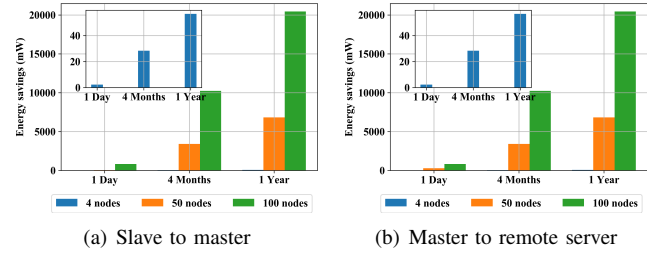 20000
15000
10000
5000
0
Energy savings (mW)
40
20
0
1 Day 4 Months 1 Year
1 Day 4 Months 1 Year
4 nodes 50 nodes 100 nodes
(a) Slave to master
20000
15000
10000
5000
0
Energy savings (mW)
40
20
0
1 Day 4 Months 1 Year
1 Day 4 Months 1 Year
4 nodes 50 nodes 100 nodes
(b) Master to remote server